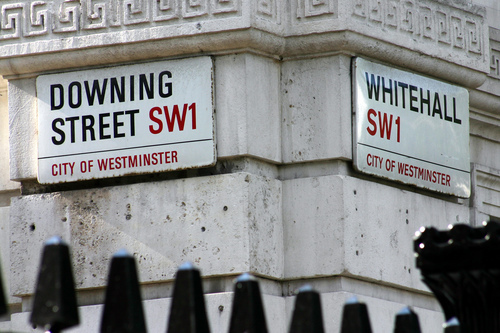 DOWNING
STREET SW1
CITY OF WESTMINSTER
WHITEHALL
SW1
CITY OF WESTMINSTER